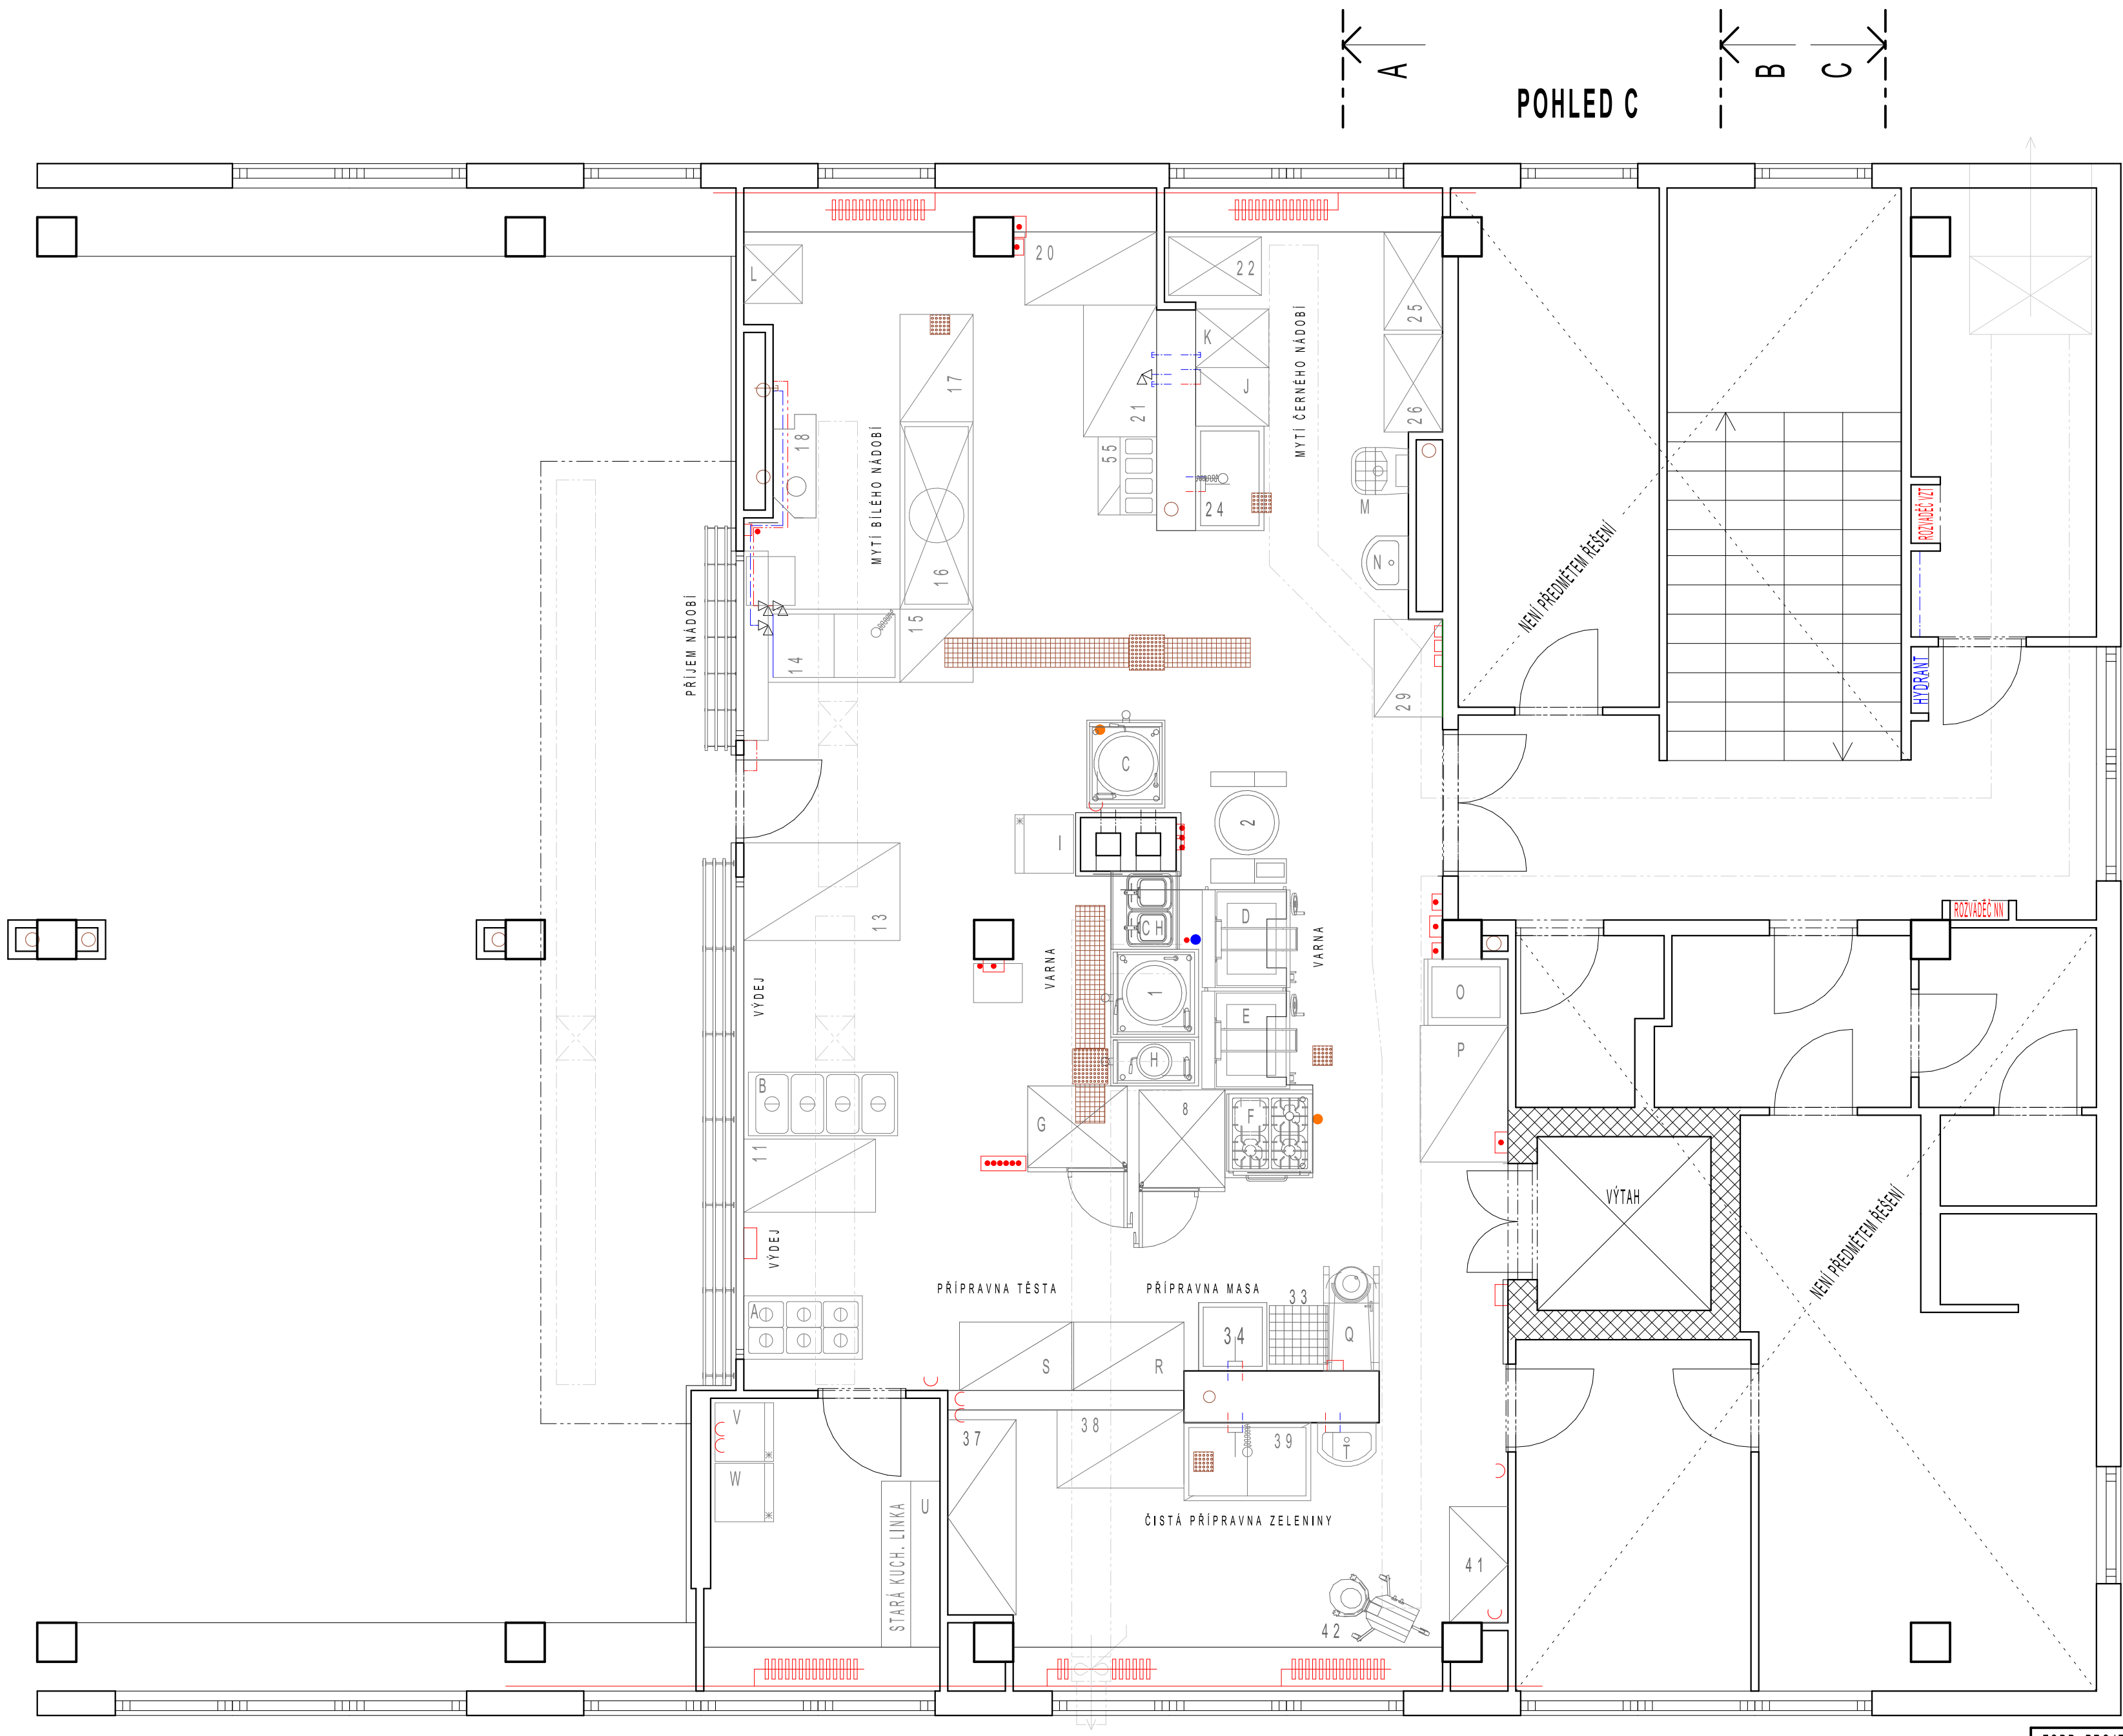 A
B
C
POHLED C
L
20
22
25
K
J
17
21
26
18
55
24
M
N
16
15
14
29
MYTÍ BÍLÉHO NÁDOBÍ
MYTÍ ČERNÉHO NÁDOBÍ
PŘÍJEM NÁDOBÍ
NENÍ PŘEDMĚTEM ŘEŠENÍ
ROZVADĚČ VZT
HYDRANT
C
2
I
13
CH
D
VARNA
VARNA
VÝDEJ
1
E
H
O
P
ROZVADĚČ NN
B
G
8
F
11
VÝDEJ
VÝTAH
NENÍ PŘEDMĚTEM ŘEŠENÍ
PŘÍPRAVNA TĚSTA
PŘÍPRAVNA MASA
33
A
34
Q
S
R
V
W
37
38
39
T
U
STARÁ KUCH. LINKA
ČISTÁ PŘÍPRAVNA ZELENINY
41
42